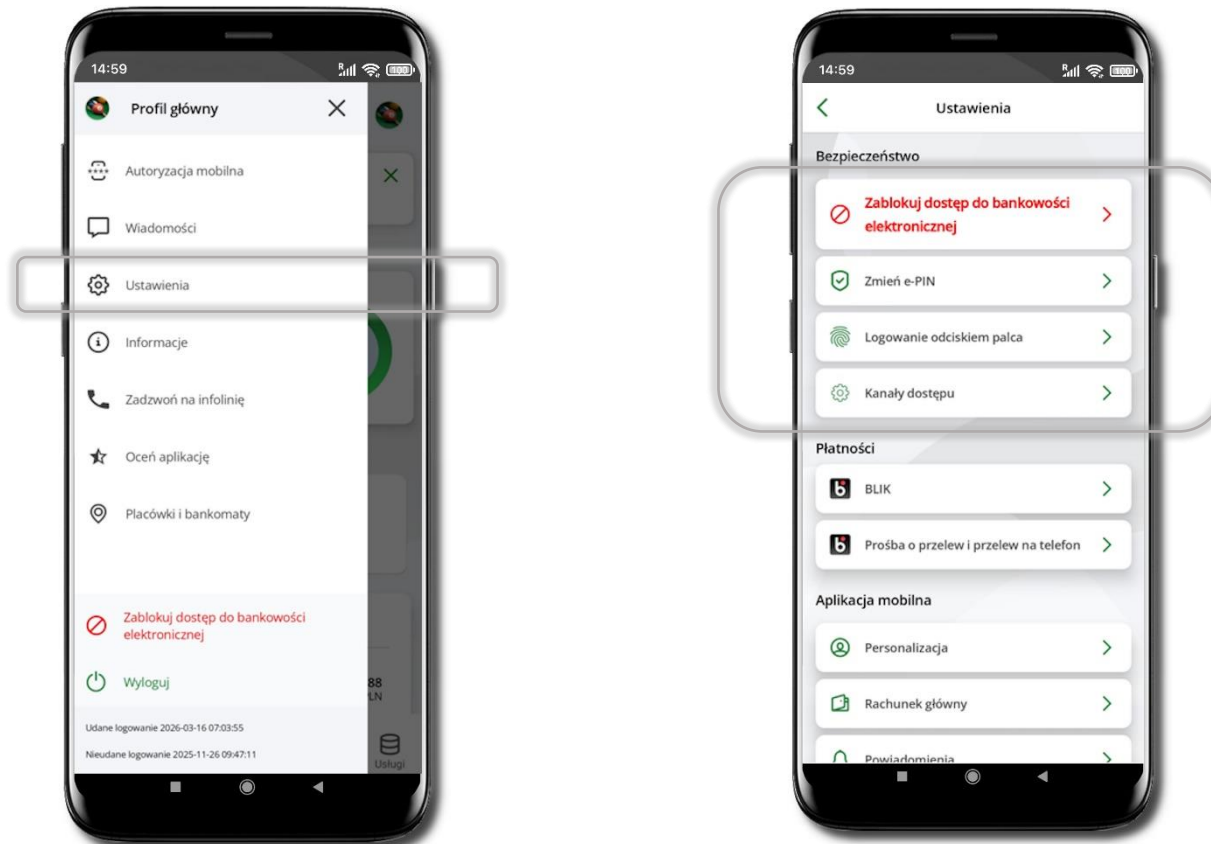 14:59
Profil główny
Autoryzacja mobilna
Wiadomości
Ustawienia
Informacje
Zadzwoń na infolinię
Oceń aplikację
Placówki i bankomaty
Zablokuj dostęp do bankowości
elektronicznej
Wyloguj
88
PLN
Udane logowanie 2026-03-16 07:03:55
Nieudane logowanie 2025-11-26 09:47:11
Usługi
14:59
Ustawienia
Bezpieczeństwo
Zablokuj dostęp do bankowości
elektronicznej
Zmień e-PIN
Logowanie odciskiem palca
Kanały dostępu
Płatności
BLIK
Prośba o przelew i przelew na telefon
Aplikacja mobilna
Personalizacja
Rachunek główny
Powiadomienia